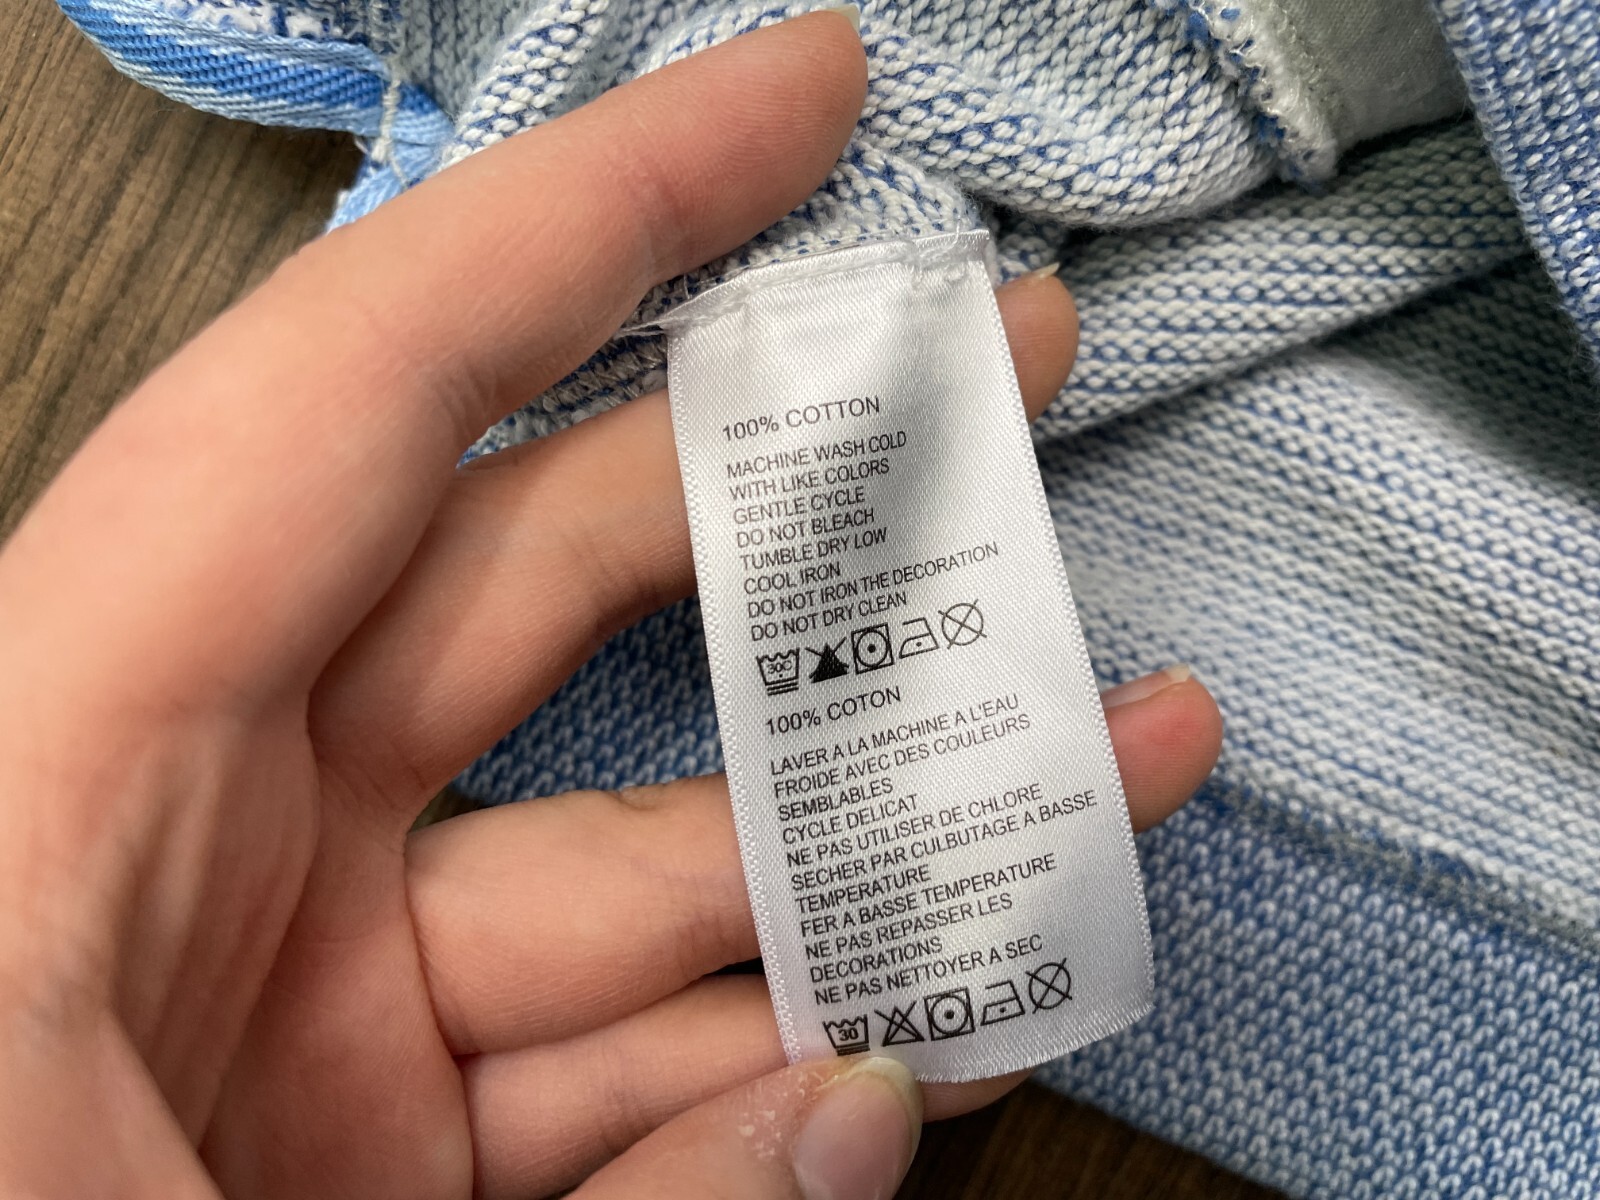 100% COTTON
MACHINE WASH COLD
WITH LIKE COLORS
GENTLE CYCLE
DO NOT BLEACH
TUMBLE DRY LOW
COOL IRON
DO NOT IRON THE DECORATION
DO NOT DRY CLEAN
30C
100% COTON
LAVER A LA MACHINE A L'EAU
FROIDE AVEC DES COULEURS
SEMBLABLES
CYCLE DELICAT
NE PAS UTILISER DE CHLORE
SECHER PAR CULBUTAGE A BASSE
TEMPERATURE
FER A BASSE TEMPERATURE
NE PAS REPASSER LES
DECORATIONS
NE PAS NETTOYER A SEC
30